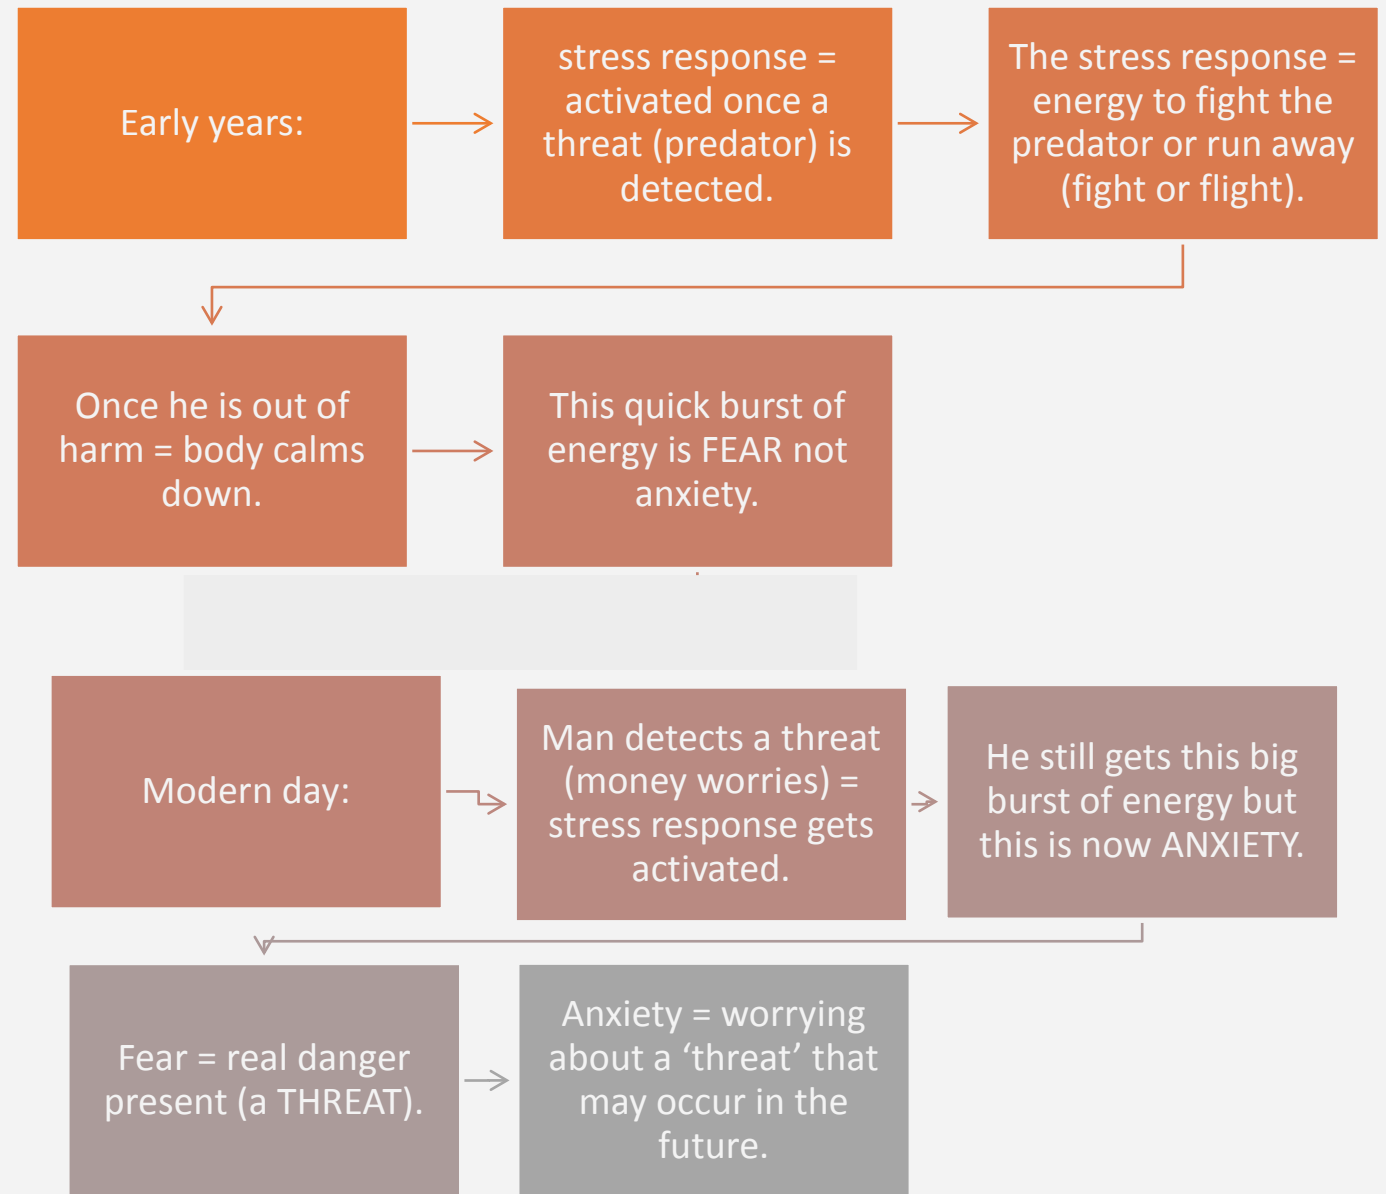 Early years:
stress response =
activated once a
threat (predator) is
detected.
The stress response =
energy to fight the
predator or run away
(fight or flight).
Once he is out of
harm = body calms
down.
This quick burst of
energy is FEAR not
anxiety.
Modern day:
Man detects a threat
(money worries) =
stress response gets
activated.
He still gets this big
burst of energy but
this is now ANXIETY.
Fear = real danger
present (a THREAT).
Anxiety = worrying
about a ‘threat’ that
may occur in the
future.